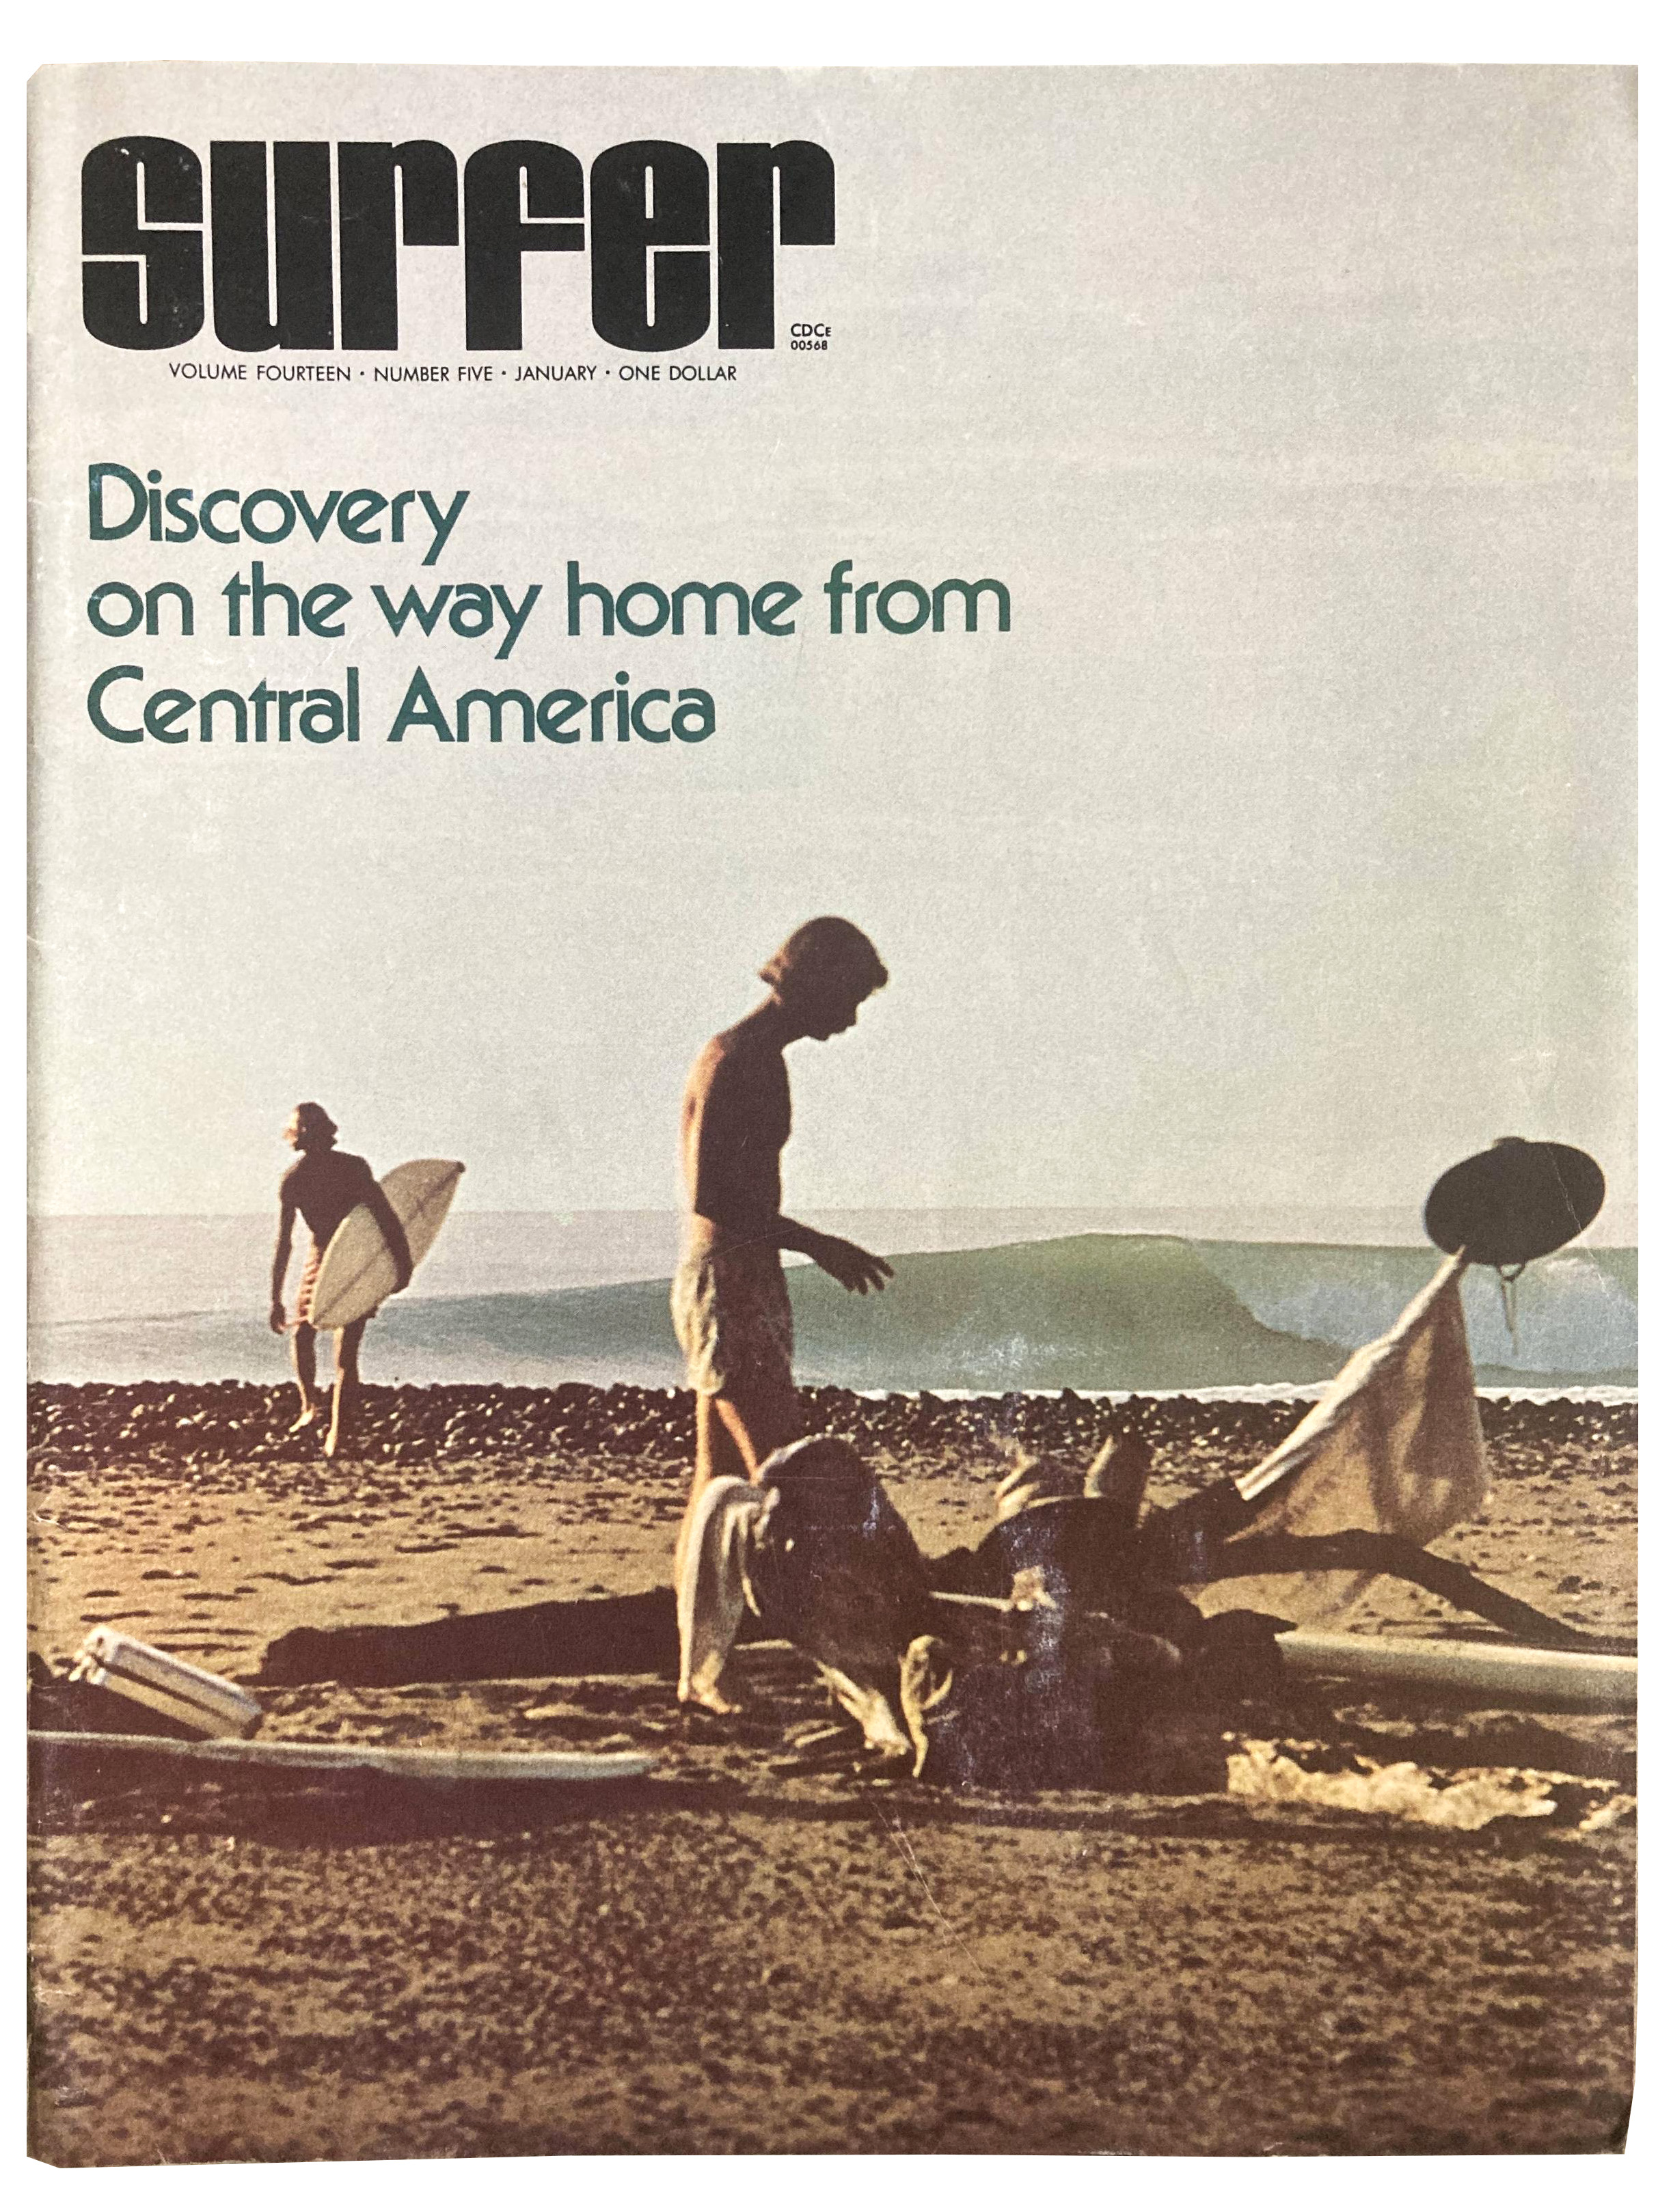 surfer
CDCE
00568
VOLUME FOURTEEN · NUMBER FIVE · JANUARY · ONE DOLLAR
Discovery
on the way home from
Central America